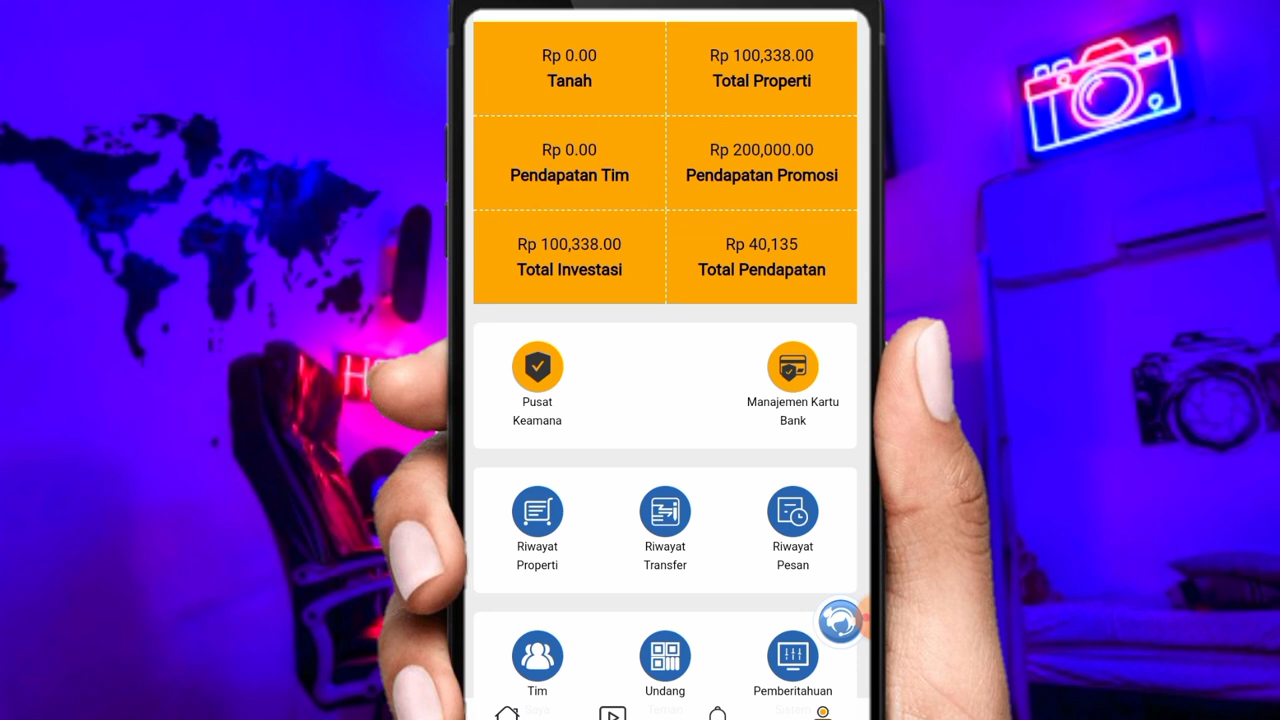 Rp 0.00
Tanah
Rp 100,338.00
Total Properti
Rp 0.00
Pendapatan Tim
Rp 200,000.00
Pendapatan Promosi
Rp 100,338.00
Total Investasi
Rp 40,135
Total Pendapatan
Pusat
Keamana
Manajemen Kartu
Bank
Riwayat
Properti
Riwayat
Transfer
Riwayat
Pesan
Tim
Saya
Undang
Teman
Pemberitahuan
Sistem